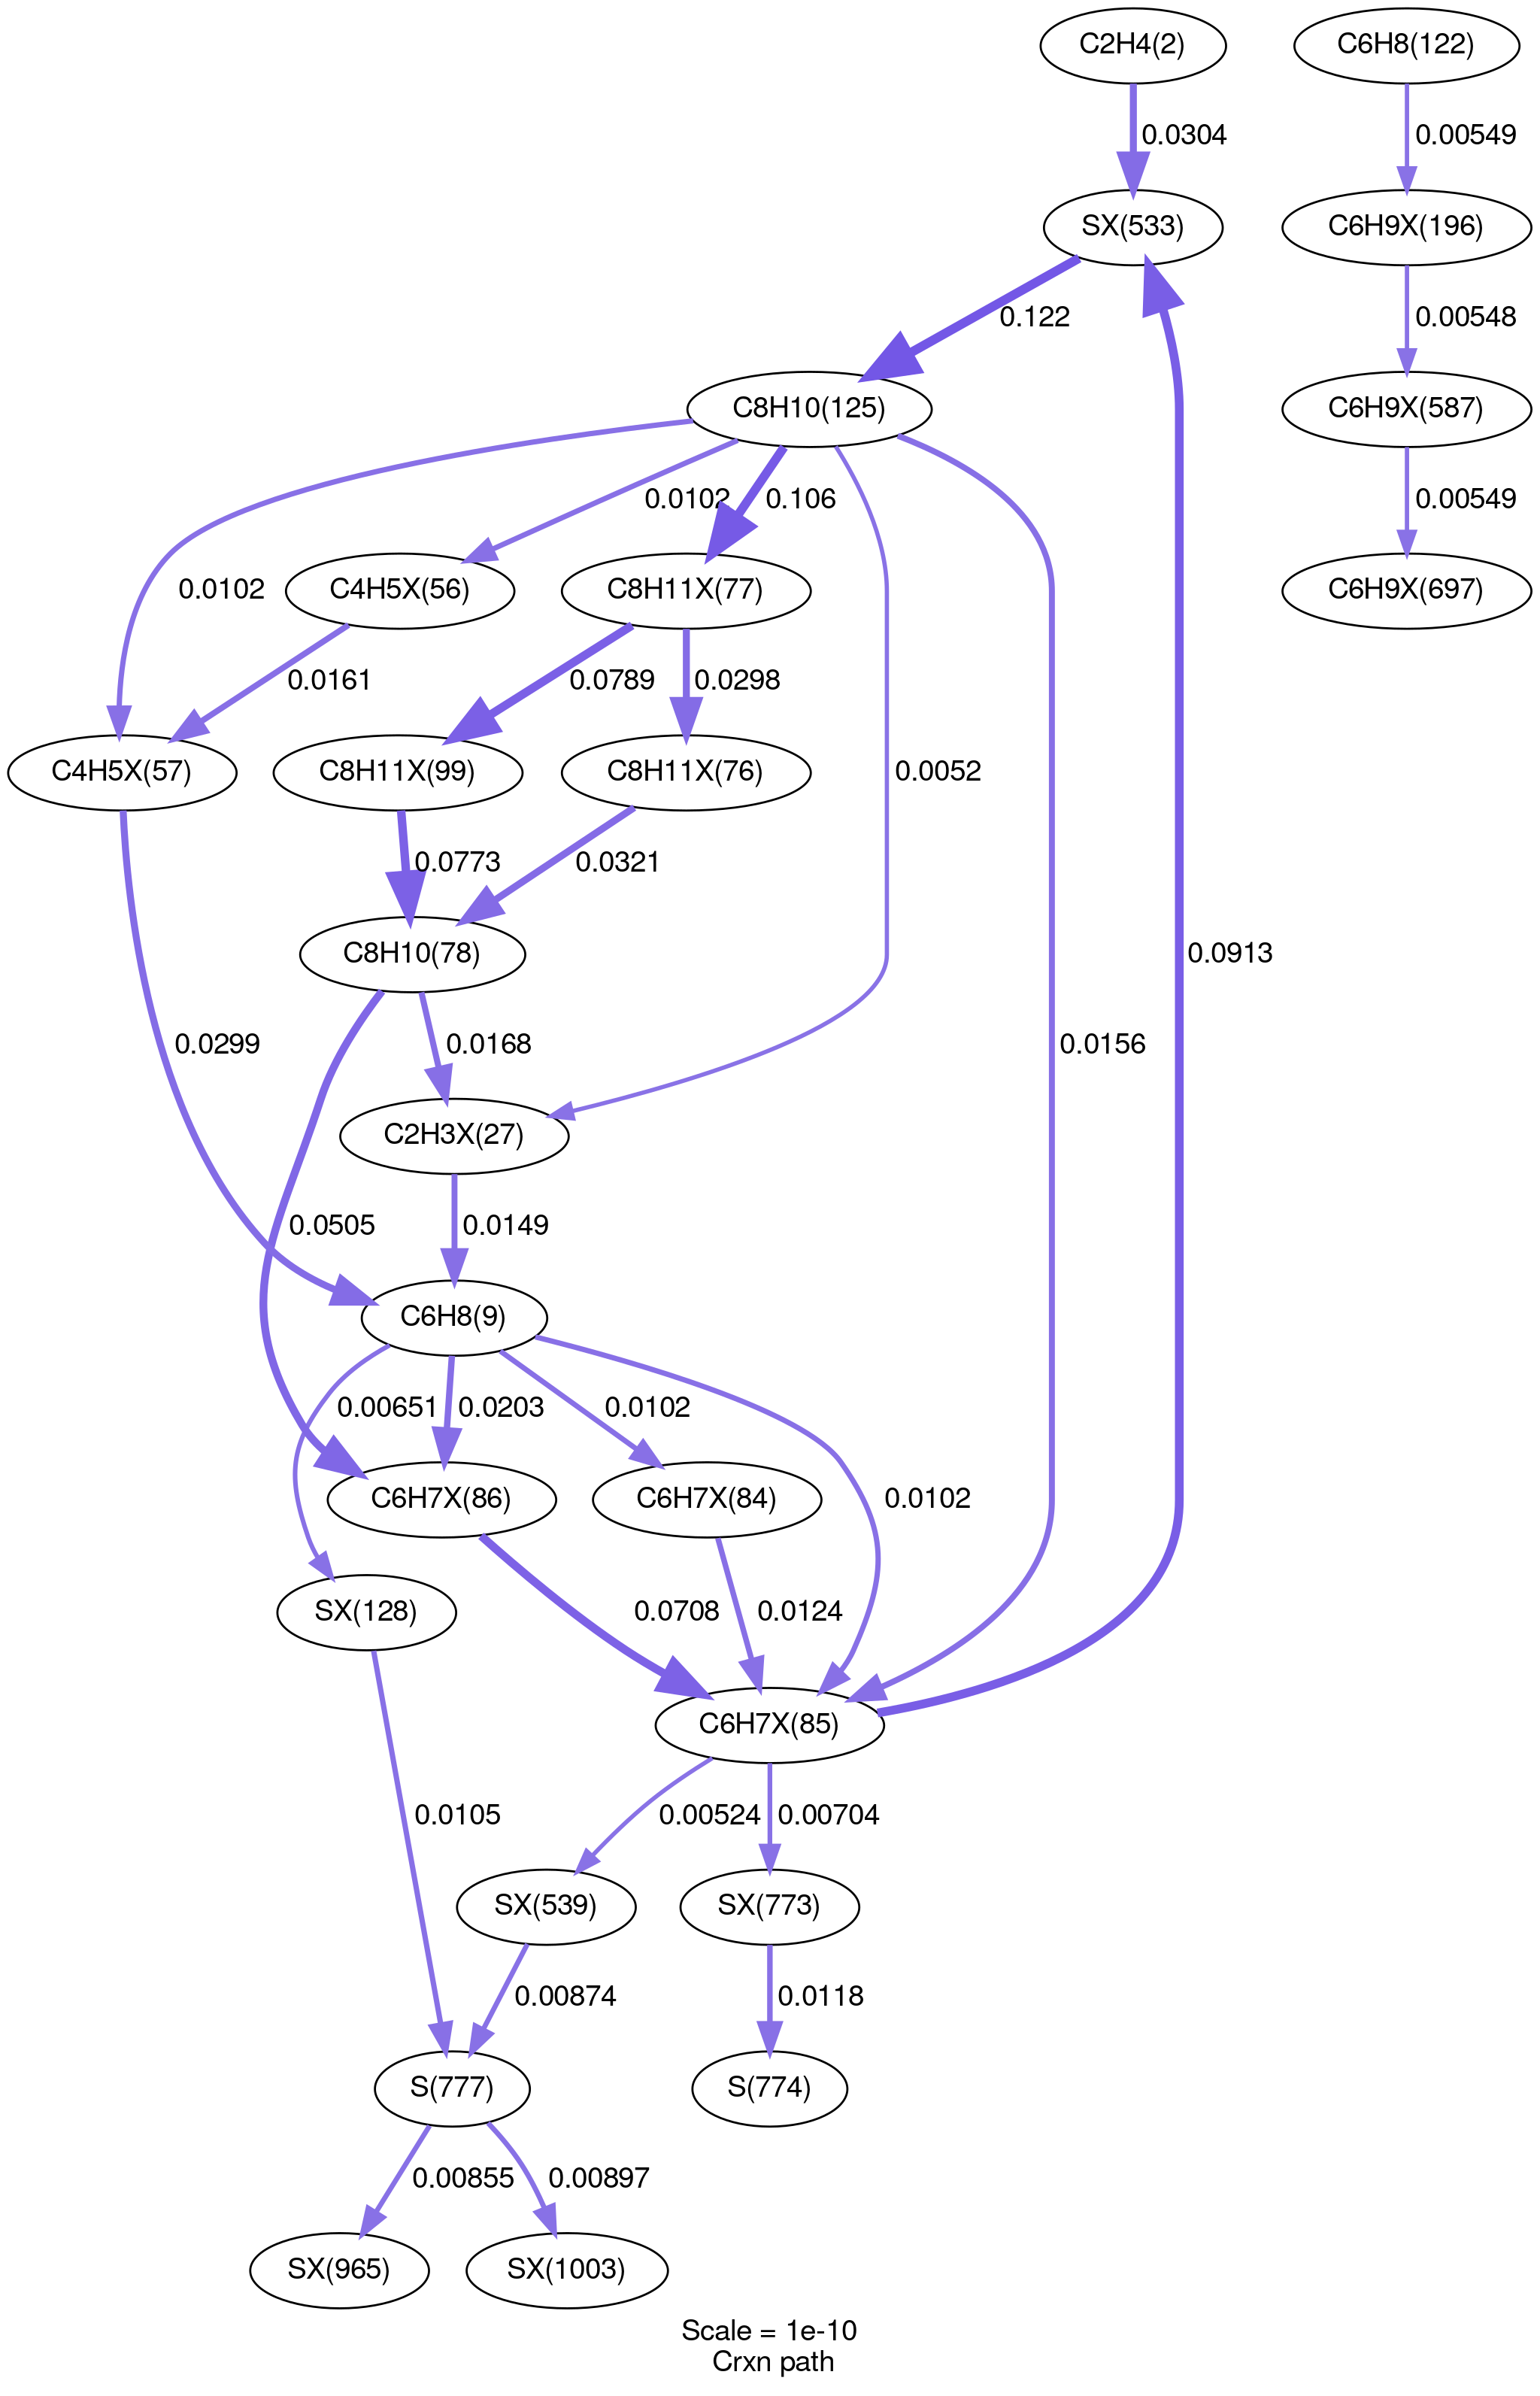 C2H4(2)
C6H8(122)
0.0304
0.00549
SX(533)
C6H9X(196)
0.122
0.00548
C8H10(125)
C6H9X(587)
0.0102
0.106
0.00549
0.0102
C4H5X(56)
C8H11X(77)
C6H9X(697)
0.0161
0.0789
0.0298
C4H5X(57)
C8H11X(99)
C8H11X(76)
0.0052
0.0773
0.0321
C8H10(78)
0.0913
0.0299
0.0168
0.0156
C2H3X(27)
0.0505
0.0149
C6H8(9)
0.00651
0.0203
0.0102
0.0102
C6H7X(86)
C6H7X(84)
SX(128)
0.0708
0.0124
C6H7X(85)
0.0105
0.00524
0.00704
SX(539)
SX(773)
0.00874
0.0118
S(777)
S(774)
0.00855
0.00897
SX(965)
SX(1003)
Scale = 1e-10
Crxn path